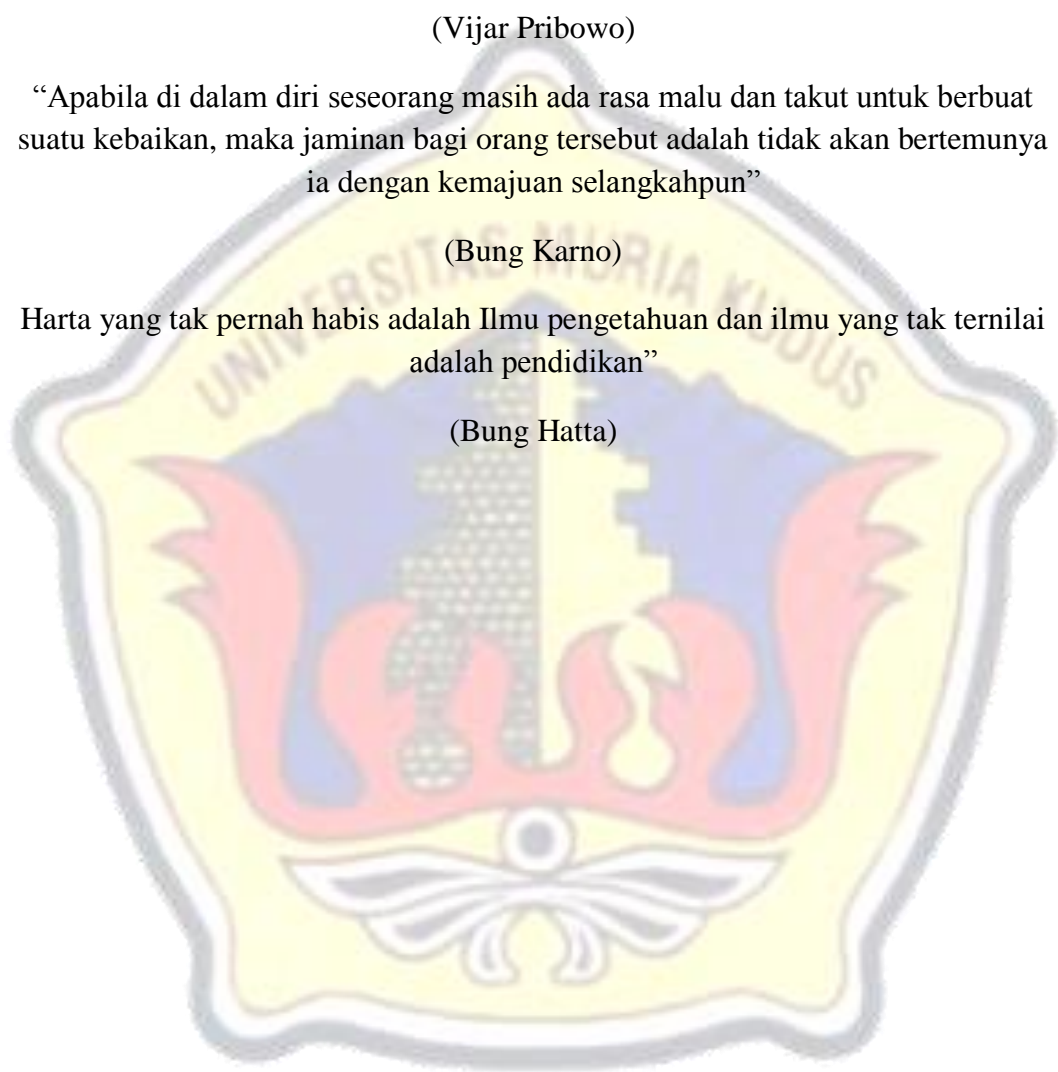 (Vijar Pribowo)
“Apabila di dalam diri seseorang masih ada rasa malu dan takut untuk berbuat
suatu kebaikan, maka jaminan bagi orang tersebut adalah tidak akan bertemunya
ia dengan kemajuan selangkahpun”
(Bung Karno)
Harta yang tak pernah habis adalah Ilmu pengetahuan dan ilmu yang tak ternilai
adalah pendidikan”
(Bung Hatta)
UNIVERSITAS MURIA KUDUS